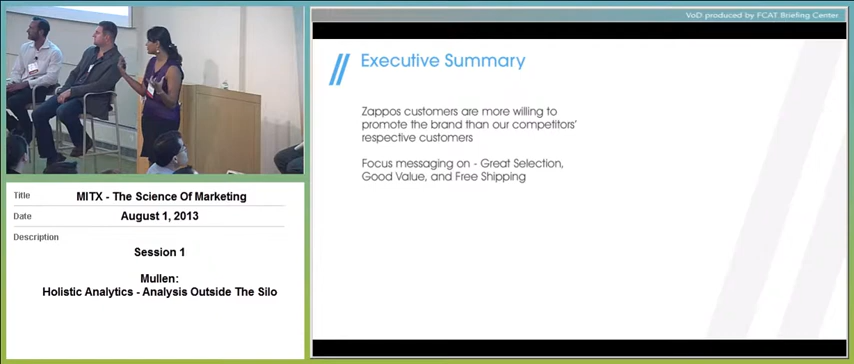 VoD produced by FCAT Briefing Center
Executive Summary
Zappos customers are more willing to
promote the brand than our competitors'
respective customers
Focus messaging on - Great Selection,
Good Value, and Free Shipping
Title MITX - The Science Of Marketing
Date August 1, 2013
Description
Session 1
Mullen:
Holistic Analytics - Analysis Outside The Silo